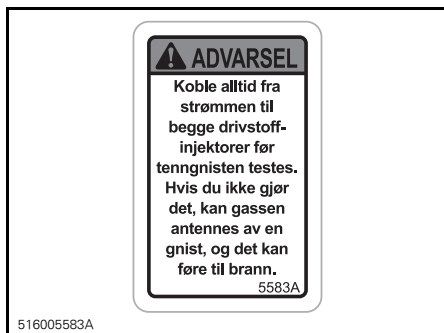 ADVARSEL
Koble alltid fra
strømmen til
begge drivstoff-
injektorer før
tenngnisten testes.
Hvis du ikke gjør
det, kan gassen
antennes av en
gnist, og det kan
føre til brann.
5583A
516005583A